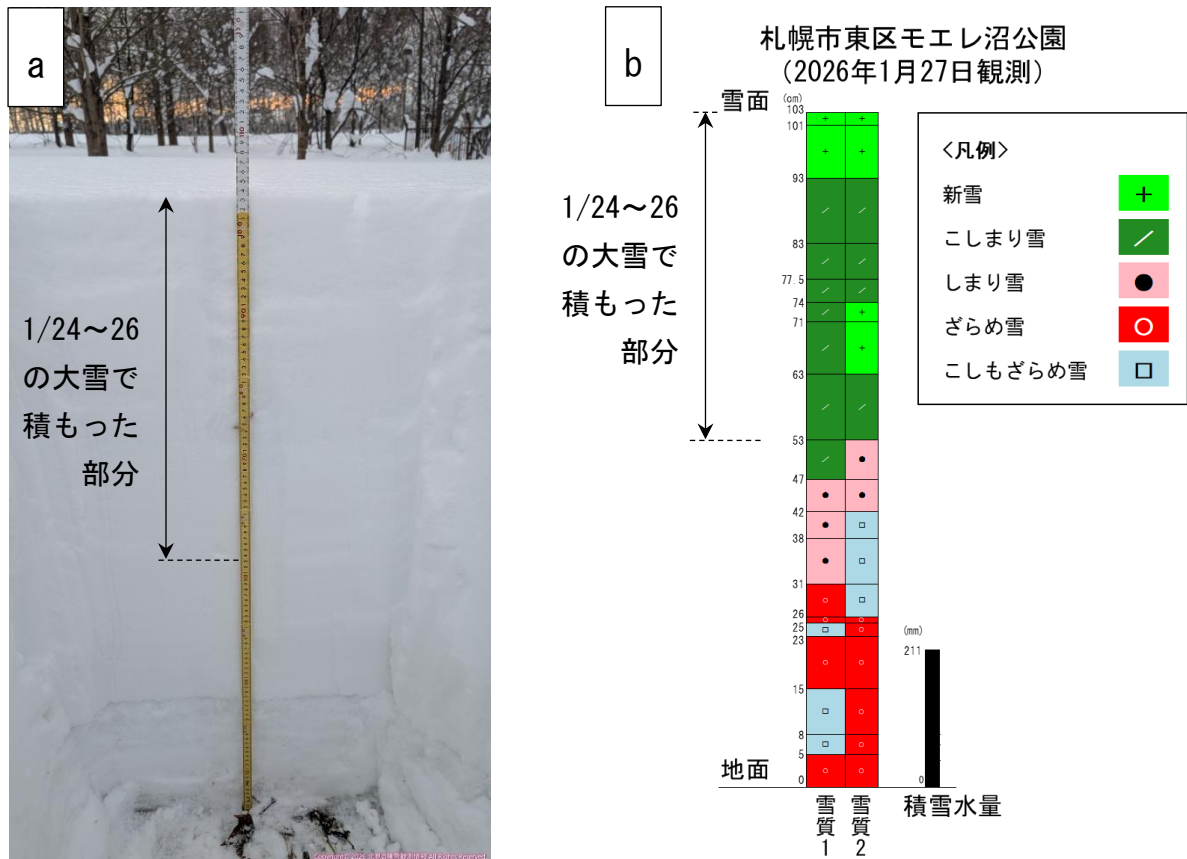 a
1/24～26
の大雪で
積もった
部分
b
札幌市東区モエレ沼公園
（2026年1月27日観測）
雪面
(cm)
103
101
93
83
77.5
74
71
63
53
47
42
38
31
26
25
23
15
8
5
0
1/24～26
の大雪で
積もった
部分
地面
雪質1
雪質2
(mm)
211
0
積雪水量
＜凡例＞
新雪
こしまり雪
しまり雪
ざらめ雪
こしもざらめ雪